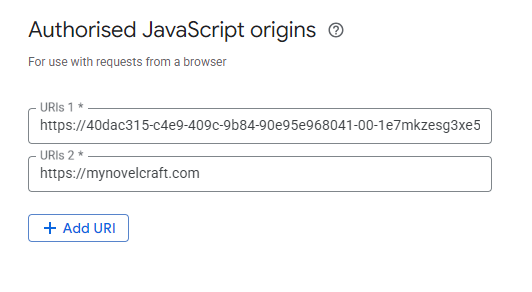 Authorised JavaScript origins
For use with requests from a browser
URIs 1 *
https://40dac315-c4e9-409c-9b84-90e95e968041-00-1e7mkzesg3xe5
URIs 2 *
https://mynovelcraft.com
+ Add URI